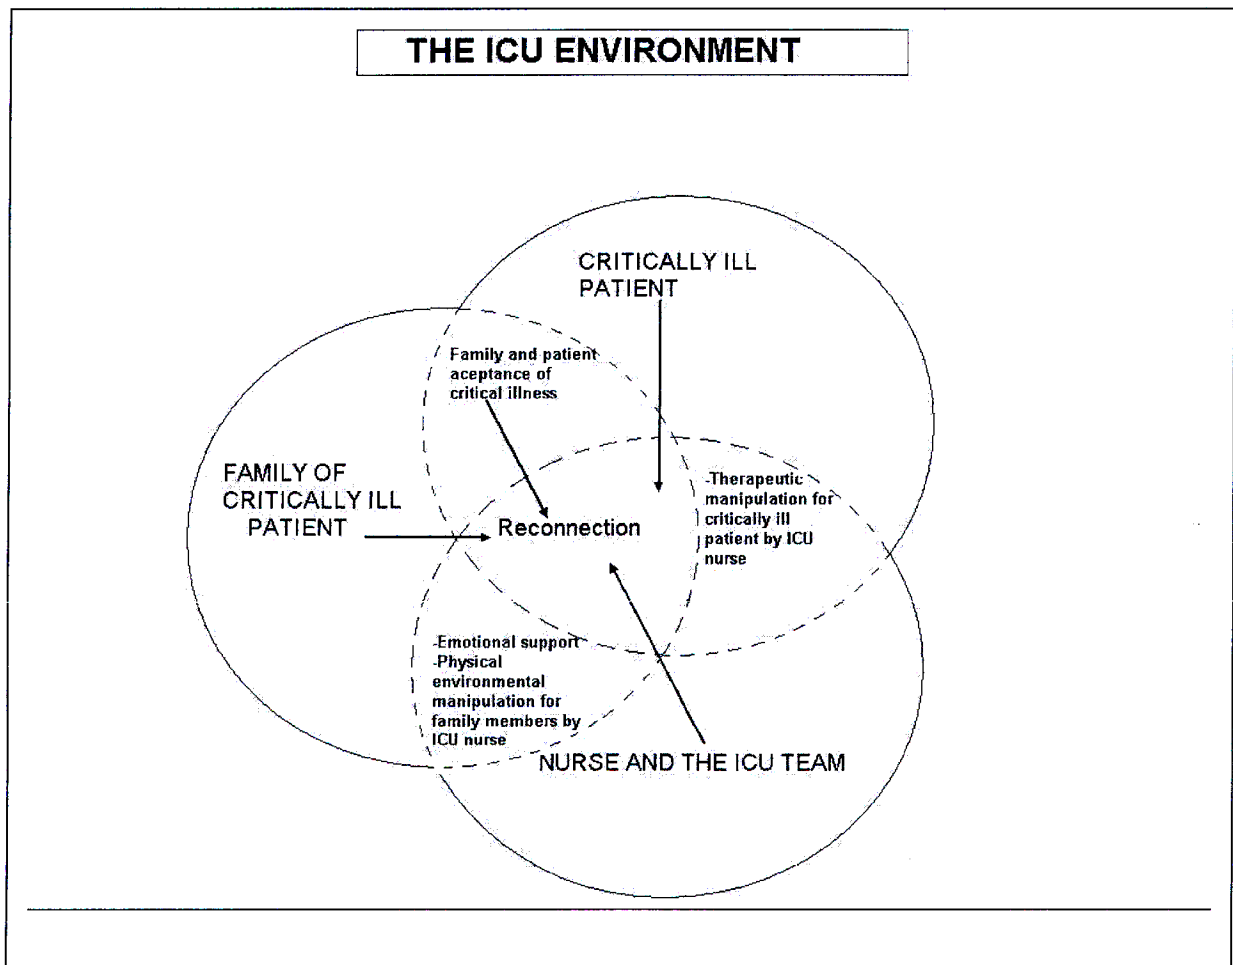 THE ICU ENVIRONMENT
CRITICALLY ILL
PATIENT
Family and patient
aceptance of
critical illness
FAMILY OF
CRITICALLY ILL
PATIENT
Reconnection
-Therapeutic
manipulation for
critically ill
patient by ICU
nurse
-Emotional support
-Physical
environmental
manipulation for
family members by
ICU nurse
NURSE AND THE ICU TEAM